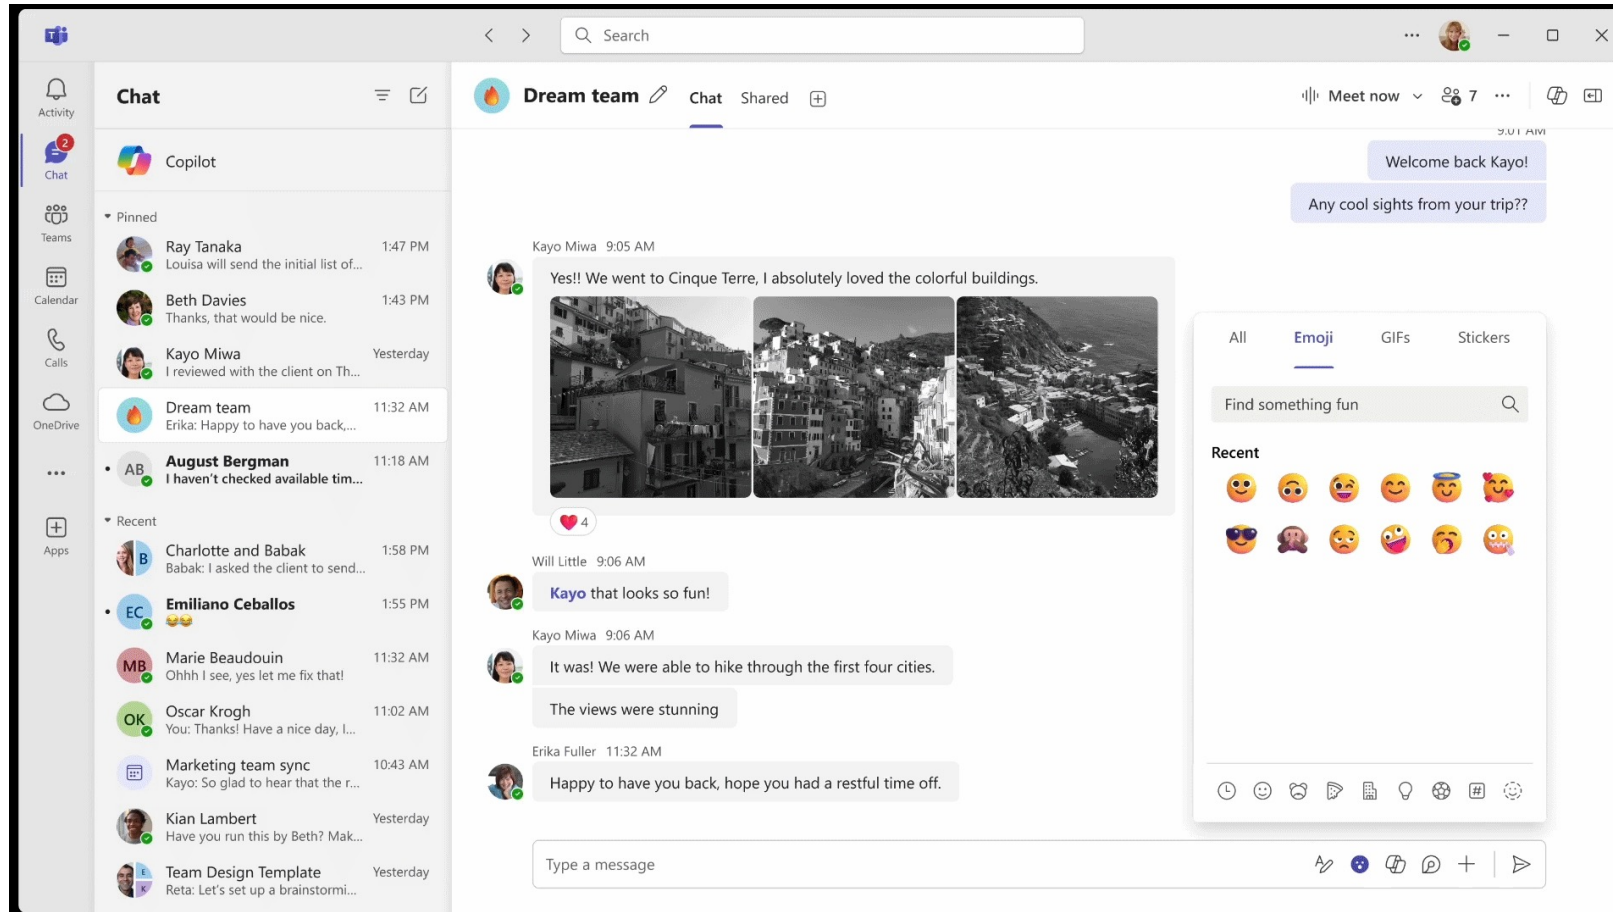 Search
Activity
2
Chat
Teams
Calendar
Calls
OneDrive
Apps
Chat
Copilot
Pinned
Ray Tanaka 1:47 PM
Louisa will send the initial list of...
Beth Davies 1:43 PM
Thanks, that would be nice.
Kayo Miwa Yesterday
I reviewed with the client on Th...
Dream team 11:32 AM
Erika: Happy to have you back,...
AB August Bergman 11:18 AM
I haven't checked available tim...
Recent
B Charlotte and Babak 1:58 PM
Babak: I asked the client to send...
EC Emiliano Ceballos 1:55 PM
😂😂
MB Marie Beaudouin 11:32 AM
Ohhh I see, yes let me fix that!
OK Oscar Krogh 11:02 AM
You: Thanks! Have a nice day, I...
Marketing team sync 10:43 AM
Kayo: So glad to hear that the r...
Kian Lambert Yesterday
Have you run this by Beth? Mak...
E Team Design Template Yesterday
K Reta: Let's set up a brainstormi...
Dream team Chat Shared Meet now 7
9:01 AM
Welcome back Kayo!
Any cool sights from your trip??
Kayo Miwa 9:05 AM
Yes!! We went to Cinque Terre, I absolutely loved the colorful buildings.
4
Will Little 9:06 AM
Kayo that looks so fun!
Kayo Miwa 9:06 AM
It was! We were able to hike through the first four cities.
The views were stunning
Erika Fuller 11:32 AM
Happy to have you back, hope you had a restful time off.
All Emoji GIFs Stickers
Find something fun
Recent
Type a message